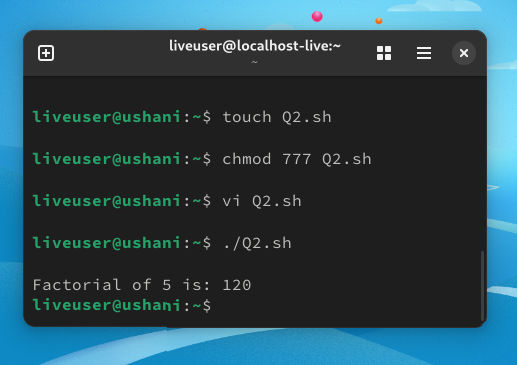 liveuser@localhost-live:~
~
liveuser@ushani:~$ touch Q2.sh
liveuser@ushani:~$ chmod 777 Q2.sh
liveuser@ushani:~$ vi Q2.sh
liveuser@ushani:~$ ./Q2.sh
Factorial of 5 is: 120
liveuser@ushani:~$